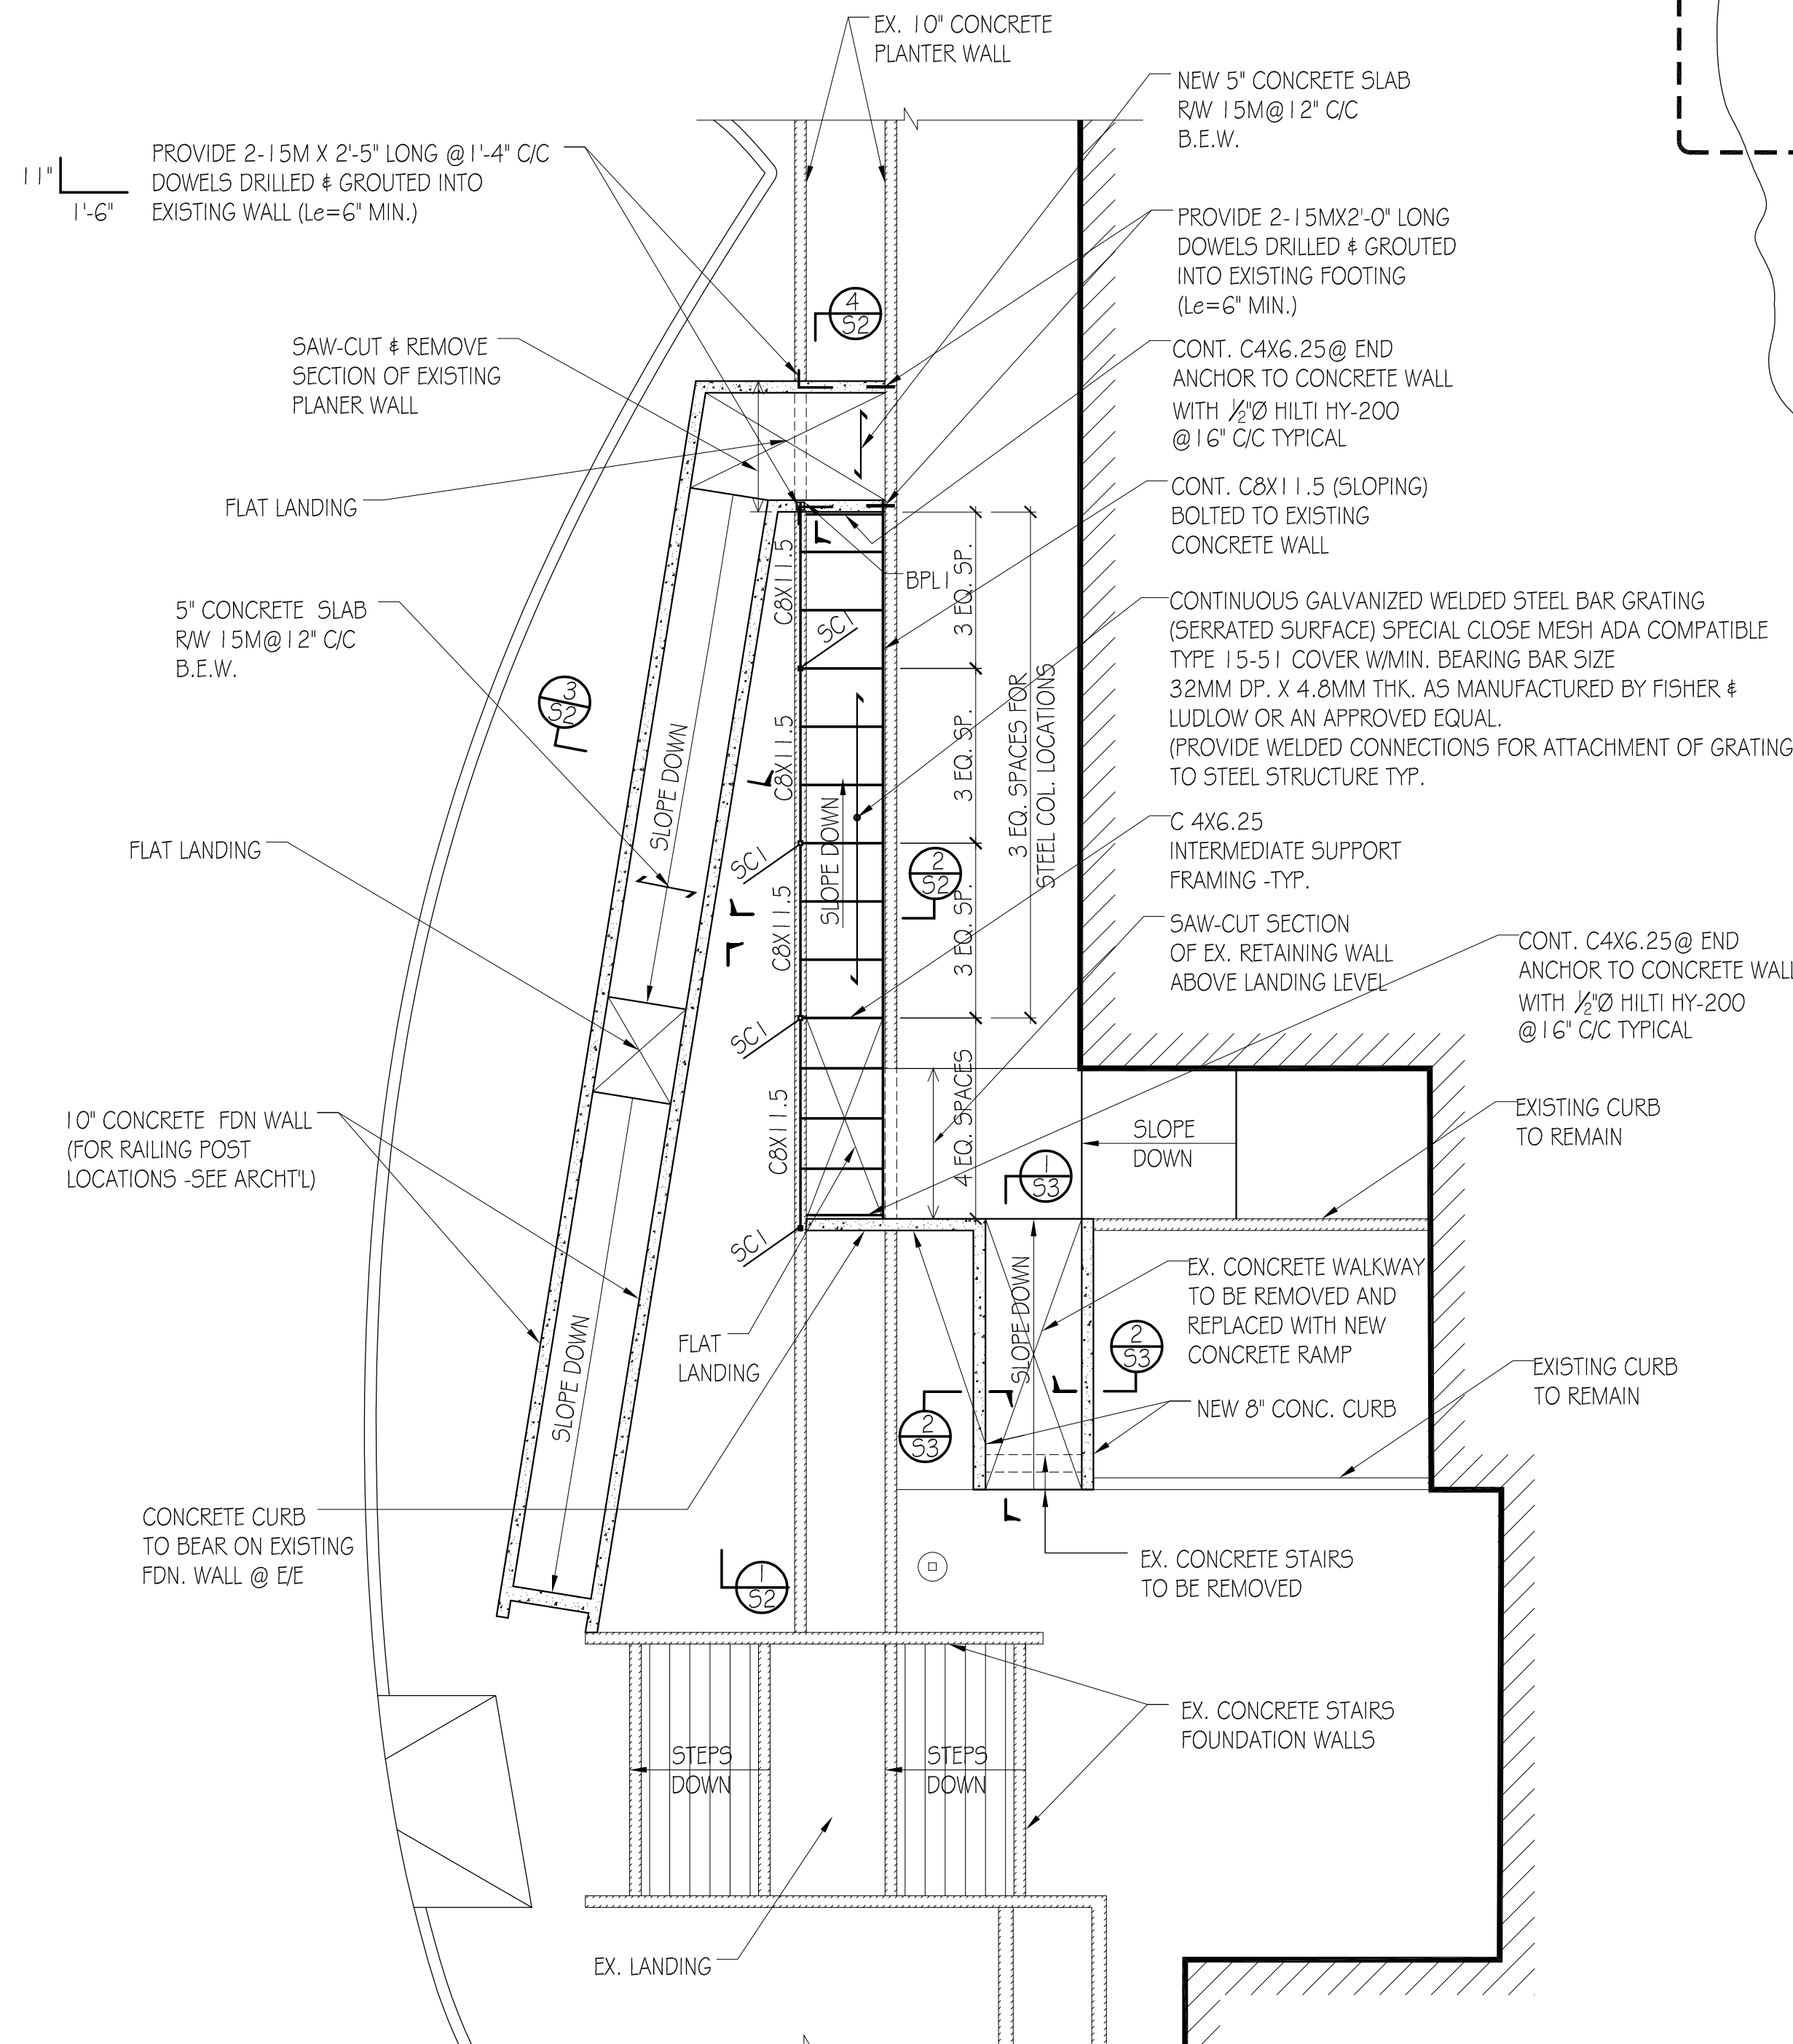 EX. 10" CONCRETE
PLANTER WALL
NEW 5" CONCRETE SLAB
R/W 15M@12" C/C
B.E.W.
11"
1'-6"
PROVIDE 2-15M X 2'-5" LONG @1'-4" C/C
DOWELS DRILLED & GROUTED INTO
EXISTING WALL (Le=6" MIN.)
PROVIDE 2-15MX2'-0" LONG
DOWELS DRILLED & GROUTED
INTO EXISTING FOOTING
(Le=6" MIN.)
4
S2
SAW-CUT & REMOVE
SECTION OF EXISTING
PLANER WALL
CONT. C4X6.25@ END
ANCHOR TO CONCRETE WALL
WITH ½"Ø HILTI HY-200
@16" C/C TYPICAL
FLAT LANDING
CONT. C8X11.5 (SLOPING)
BOLTED TO EXISTING
CONCRETE WALL
BPL1
C8X11.5
3 EQ. SP.
SC1
5" CONCRETE SLAB
R/W 15M@12" C/C
B.E.W.
CONTINUOUS GALVANIZED WELDED STEEL BAR GRATING
(SERRATED SURFACE) SPECIAL CLOSE MESH ADA COMPATIBLE
TYPE 15-51 COVER W/MIN. BEARING BAR SIZE
32MM DP. X 4.8MM THK. AS MANUFACTURED BY FISHER &
LUDLOW OR AN APPROVED EQUAL.
(PROVIDE WELDED CONNECTIONS FOR ATTACHMENT OF GRATING
TO STEEL STRUCTURE TYP.
3
S2
SLOPE DOWN
C8X11.5
3 EQ. SP.
3 EQ. SPACES FOR
STEEL COL. LOCATIONS
SLOPE DOWN
SC1
2
S2
C 4X6.25
INTERMEDIATE SUPPORT
FRAMING -TYP.
FLAT LANDING
C8X11.5
3 EQ. SP.
SAW-CUT SECTION
OF EX. RETAINING WALL
ABOVE LANDING LEVEL
CONT. C4X6.25@ END
ANCHOR TO CONCRETE WALL
WITH ½"Ø HILTI HY-200
@16" C/C TYPICAL
SC1
10" CONCRETE FDN WALL
(FOR RAILING POST
LOCATIONS -SEE ARCHT'L)
C8X11.5
4 EQ. SPACES
SLOPE
DOWN
EXISTING CURB
TO REMAIN
1
S3
SC1
SLOPE DOWN
EX. CONCRETE WALKWAY
TO BE REMOVED AND
REPLACED WITH NEW
CONCRETE RAMP
2
S3
FLAT
LANDING
SLOPE DOWN
EXISTING CURB
TO REMAIN
NEW 8" CONC. CURB
2
S3
CONCRETE CURB
TO BEAR ON EXISTING
FDN. WALL @ E/E
1
S2
EX. CONCRETE STAIRS
TO BE REMOVED
EX. CONCRETE STAIRS
FOUNDATION WALLS
STEPS
DOWN
STEPS
DOWN
EX. LANDING